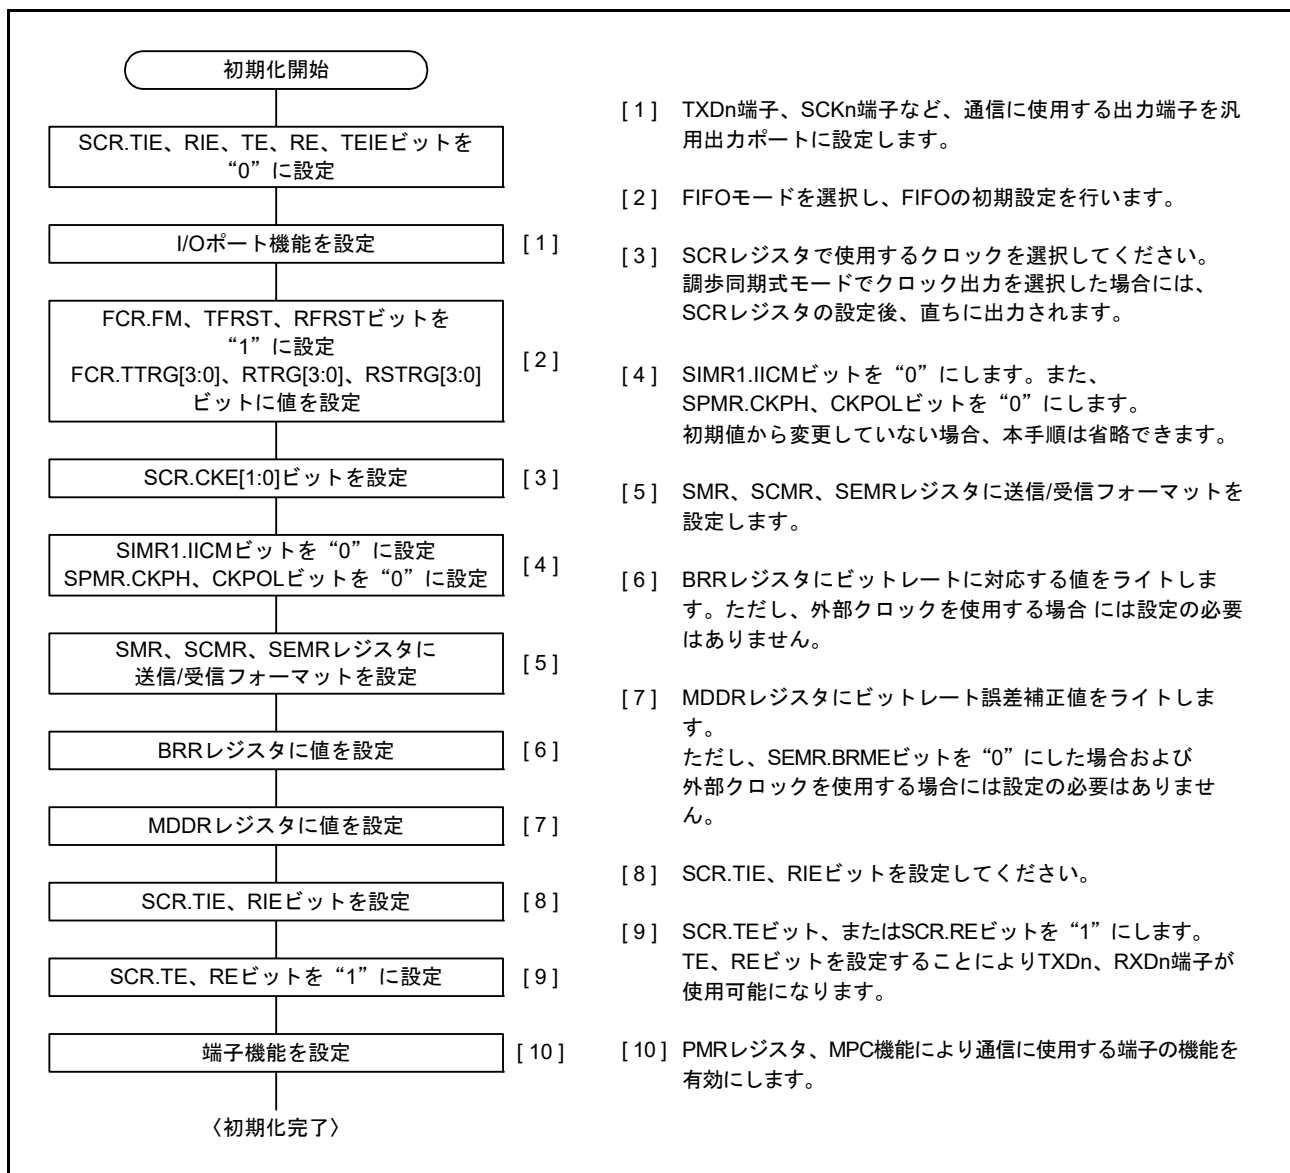 初期化開始
SCR.TIE、RIE、TE、RE、TEIEビットを
“0”に設定
I/Oポート機能を設定
[ 1 ]
FCR.FM、TFRST、RFRSTビットを
“1”に設定
FCR.TTRG[3:0]、RTRG[3:0]、RSTRG[3:0]
ビットに値を設定
[ 2 ]
SCR.CKE[1:0]ビットを設定
[ 3 ]
SIMR1.IICMビットを“0”に設定
SPMR.CKPH、CKPOLビットを“0”に設定
[ 4 ]
SMR、SCMR、SEMRレジスタに
送信/受信フォーマットを設定
[ 5 ]
BRRレジスタに値を設定
[ 6 ]
MDDRレジスタに値を設定
[ 7 ]
SCR.TIE、RIEビットを設定
[ 8 ]
SCR.TE、REビットを“1”に設定
[ 9 ]
端子機能を設定
[ 10 ]
〈初期化完了〉
[ 1 ] TXDn端子、SCKn端子など、通信に使用する出力端子を汎
用出力ポートに設定します。
[ 2 ] FIFOモードを選択し、FIFOの初期設定を行います。
[ 3 ] SCRレジスタで使用するクロックを選択してください。
調歩同期式モードでクロック出力を選択した場合には、
SCRレジスタの設定後、直ちに出力されます。
[ 4 ] SIMR1.IICMビットを“0”にします。また、
SPMR.CKPH、CKPOLビットを“0”にします。
初期値から変更していない場合、本手順は省略できます。
[ 5 ] SMR、SCMR、SEMRレジスタに送信/受信フォーマットを
設定します。
[ 6 ] BRRレジスタにビットレートに対応する値をライトしま
す。ただし、外部クロックを使用する場合 には設定の必要
はありません。
[ 7 ] MDDRレジスタにビットレート誤差補正値をライトしま
す。
ただし、SEMR.BRMEビットを“0”にした場合および
外部クロックを使用する場合には設定の必要はありませ
ん。
[ 8 ] SCR.TIE、RIEビットを設定してください。
[ 9 ] SCR.TEビット、またはSCR.REビットを“1”にします。
TE、REビットを設定することによりTXDn、RXDn端子が
使用可能になります。
[ 10 ] PMRレジスタ、MPC機能により通信に使用する端子の機能を
有効にします。